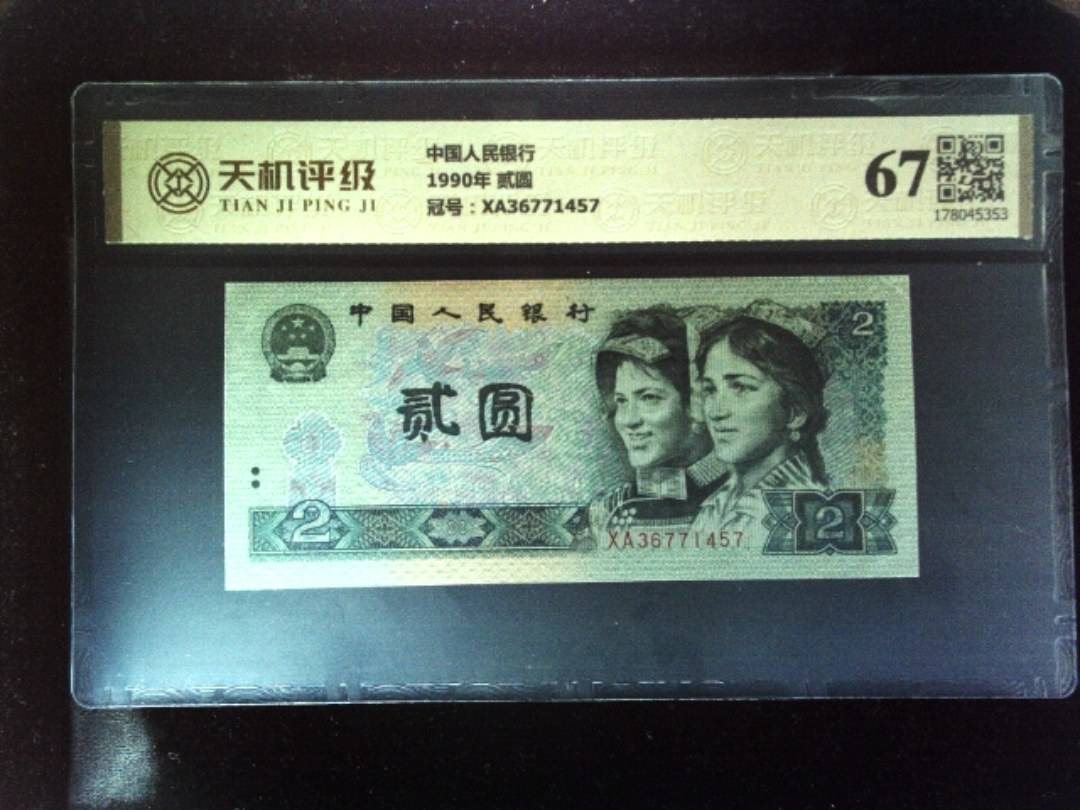 天机评级
TIAN JI PING JI
中国人民银行
1990年 贰圆
冠号：XA36771457
67
178045353
中国人民银行
贰圆
2
2
2
XA36771457